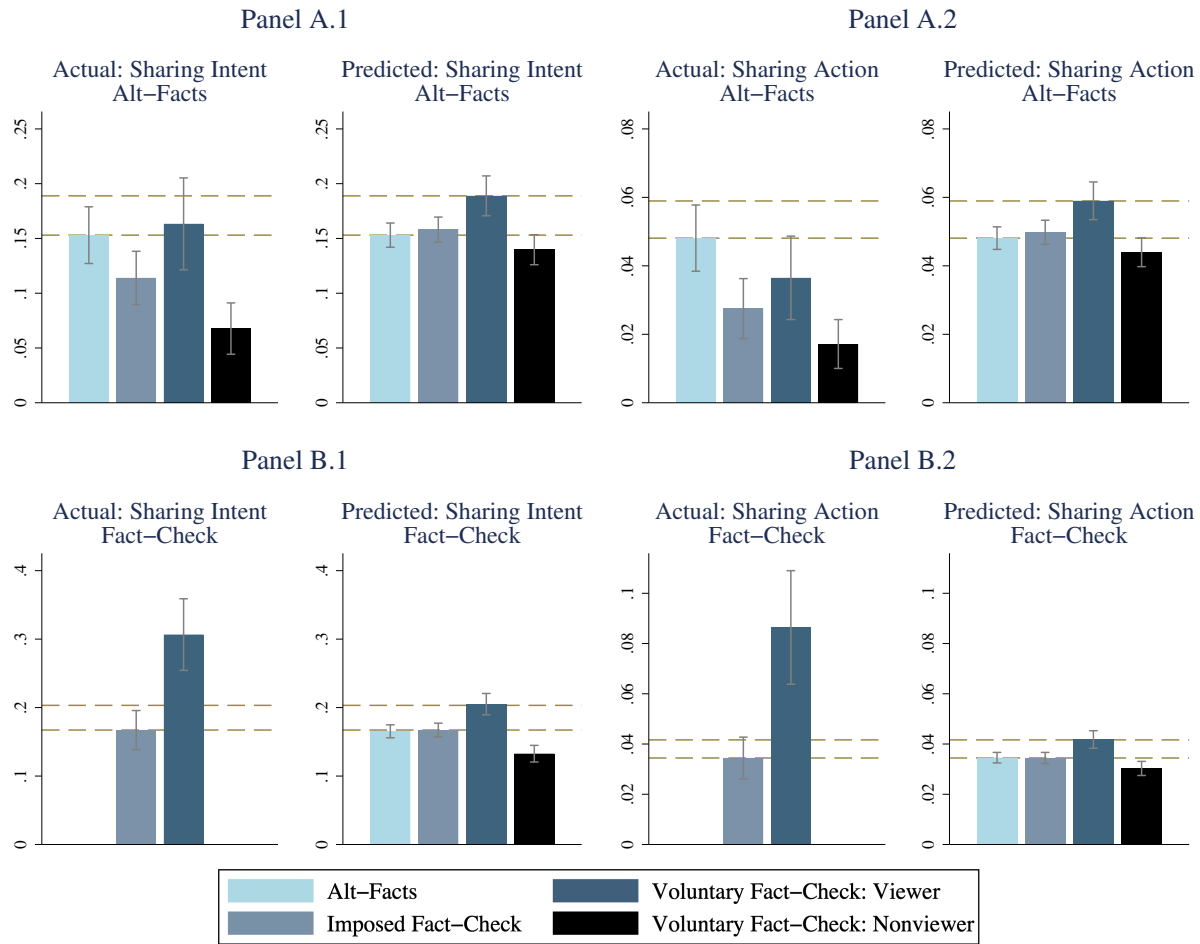 Panel A.1
Panel A.2
Actual: Sharing Intent
Alt−Facts
Predicted: Sharing Intent
Alt−Facts
Actual: Sharing Action
Alt−Facts
Predicted: Sharing Action
Alt−Facts
.25
.2
.15
.1
.05
0
.25
.2
.15
.1
.05
0
.08
.06
.04
.02
0
.08
.06
.04
.02
0
Panel B.1
Panel B.2
Actual: Sharing Intent
Fact−Check
Predicted: Sharing Intent
Fact−Check
Actual: Sharing Action
Fact−Check
Predicted: Sharing Action
Fact−Check
.4
.3
.2
.1
0
.4
.3
.2
.1
0
.1
.08
.06
.04
.02
0
.1
.08
.06
.04
.02
0
Alt−Facts
Voluntary Fact−Check: Viewer
Imposed Fact−Check
Voluntary Fact−Check: Nonviewer